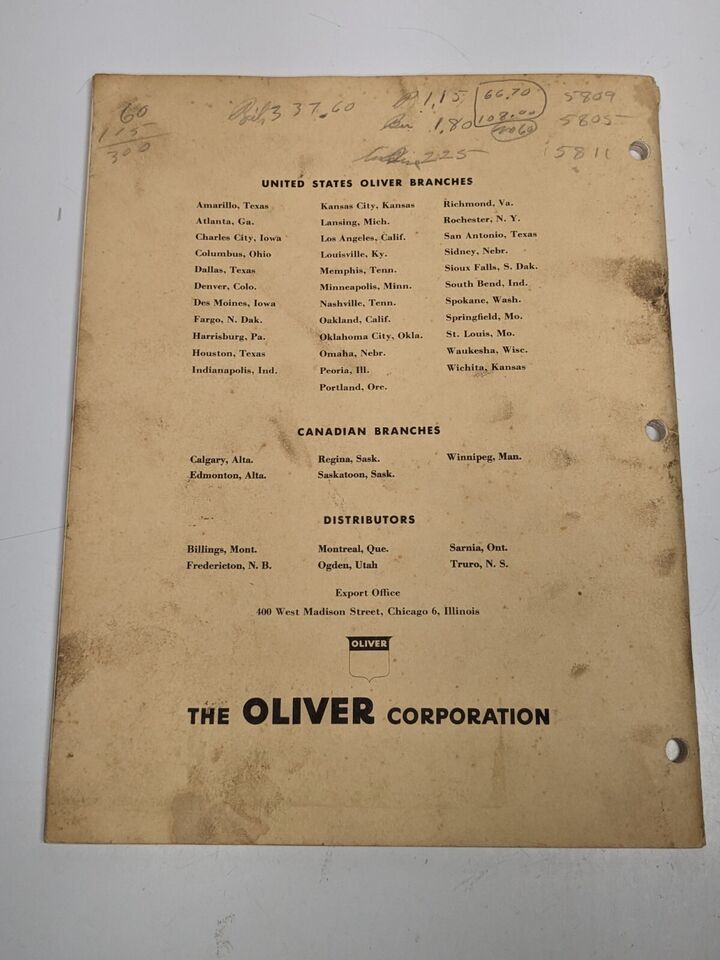 60 337.60 1.15 66.70 5809
115 1.80 108.00 5805
300 225 5811
UNITED STATES OLIVER BRANCHES
Amarillo, Texas Kansas City, Kansas Richmond, Va.
Atlanta, Ga. Lansing, Mich. Rochester, N. Y.
Charles City, Iowa Los Angeles, Calif. San Antonio, Texas
Columbus, Ohio Louisville, Ky. Sidney, Nebr.
Dallas, Texas Memphis, Tenn. Sioux Falls, S. Dak.
Denver, Colo. Minneapolis, Minn. South Bend, Ind.
Des Moines, Iowa Nashville, Tenn. Spokane, Wash.
Fargo, N. Dak. Oakland, Calif. Springfield, Mo.
Harrisburg, Pa. Oklahoma City, Okla. St. Louis, Mo.
Houston, Texas Omaha, Nebr. Waukesha, Wisc.
Indianapolis, Ind. Peoria, Ill. Wichita, Kansas
Portland, Ore.
CANADIAN BRANCHES
Calgary, Alta. Regina, Sask. Winnipeg, Man.
Edmonton, Alta. Saskatoon, Sask.
DISTRIBUTORS
Billings, Mont. Montreal, Que. Sarnia, Ont.
Fredericton, N. B. Ogden, Utah Truro, N. S.
Export Office
400 West Madison Street, Chicago 6, Illinois
OLIVER
THE OLIVER CORPORATION